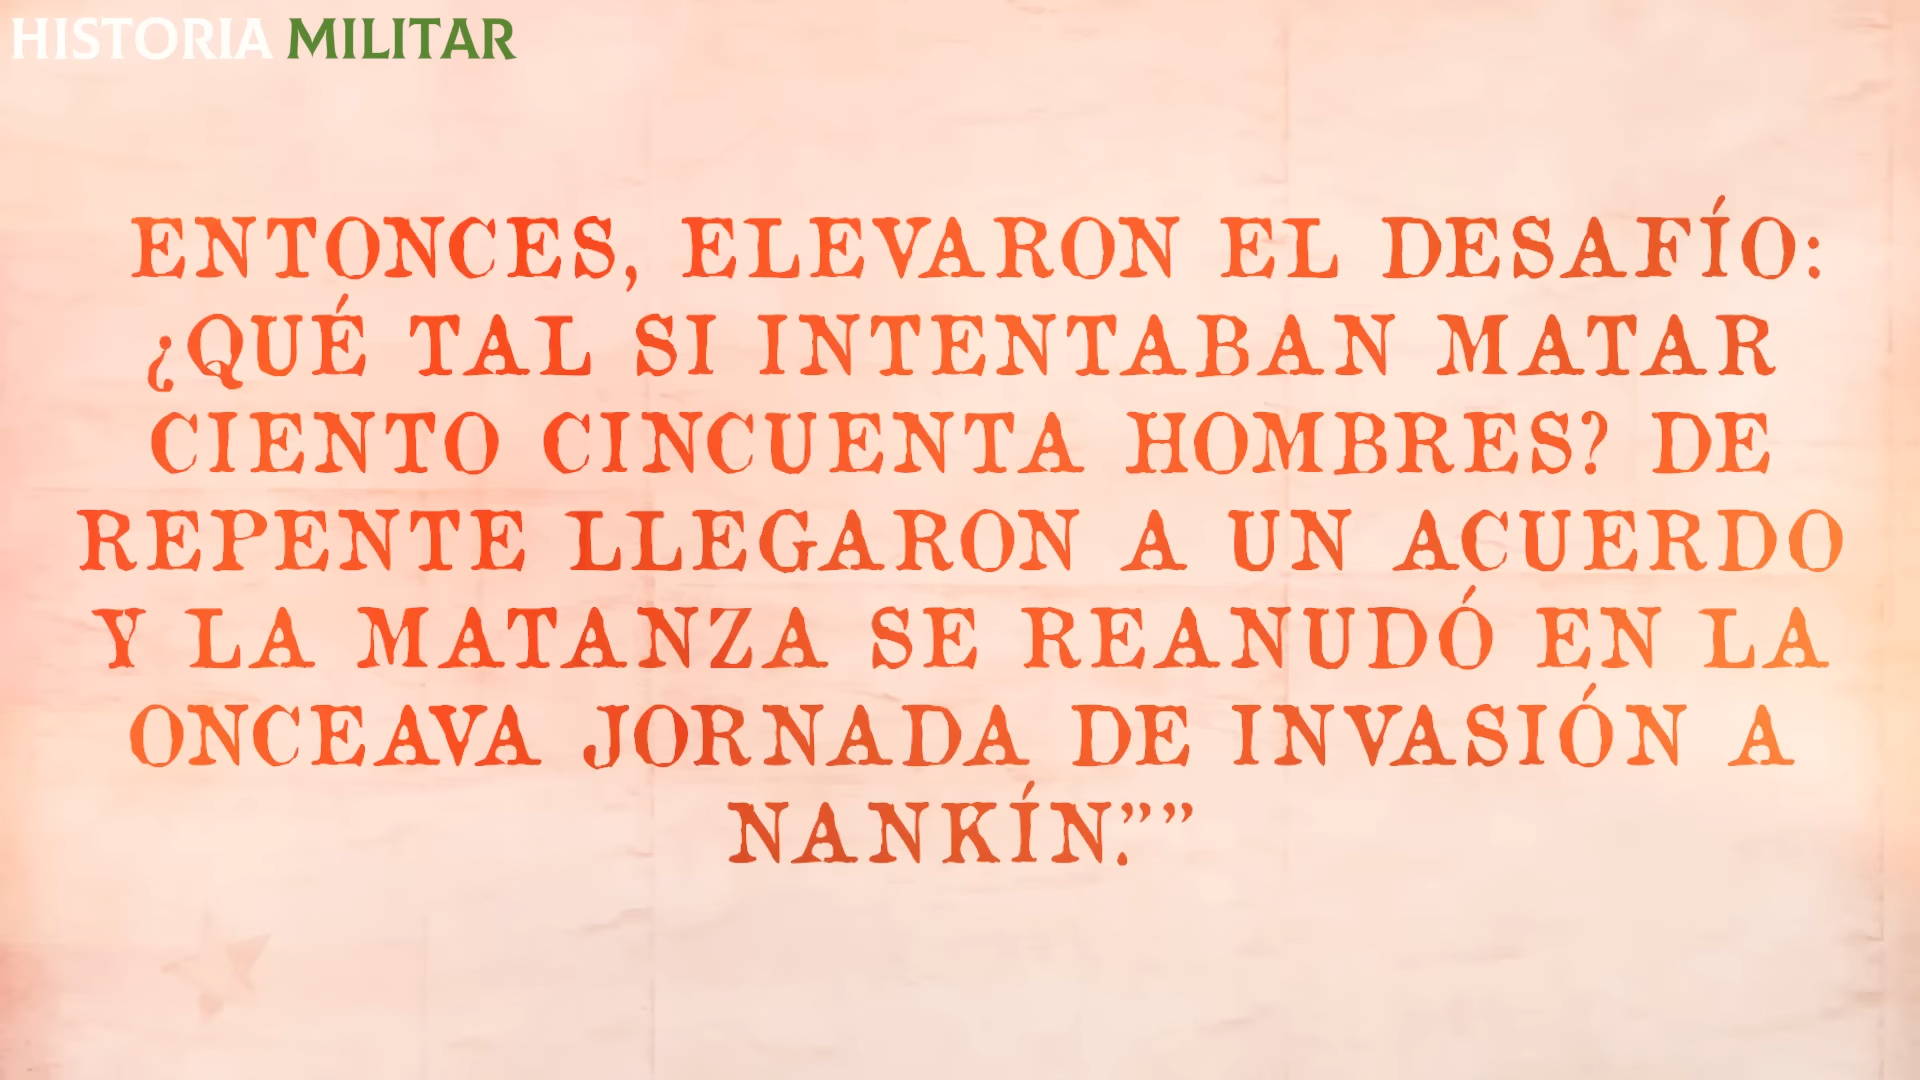 HISTORIA MILITAR
ENTONCES, ELEVARON EL DESAFÍO:
¿QUÉ TAL SI INTENTABAN MATAR
CIENTO CINCUENTA HOMBRES? DE
REPENTE LLEGARON A UN ACUERDO
Y LA MATANZA SE REANUDÓ EN LA
ONCEAVA JORNADA DE INVASIÓN A
NANKÍN.””